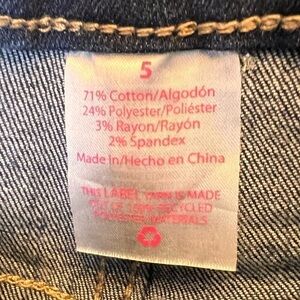 5
71% Cotton/Algodón
24% Polyester/Poliéster
3% Rayon/Rayón
2% Spandex
Made in/Hecho en China
THIS LABEL YARN IS MADE
OUT OF 100% RECYCLED
POLYESTER MATERIALS